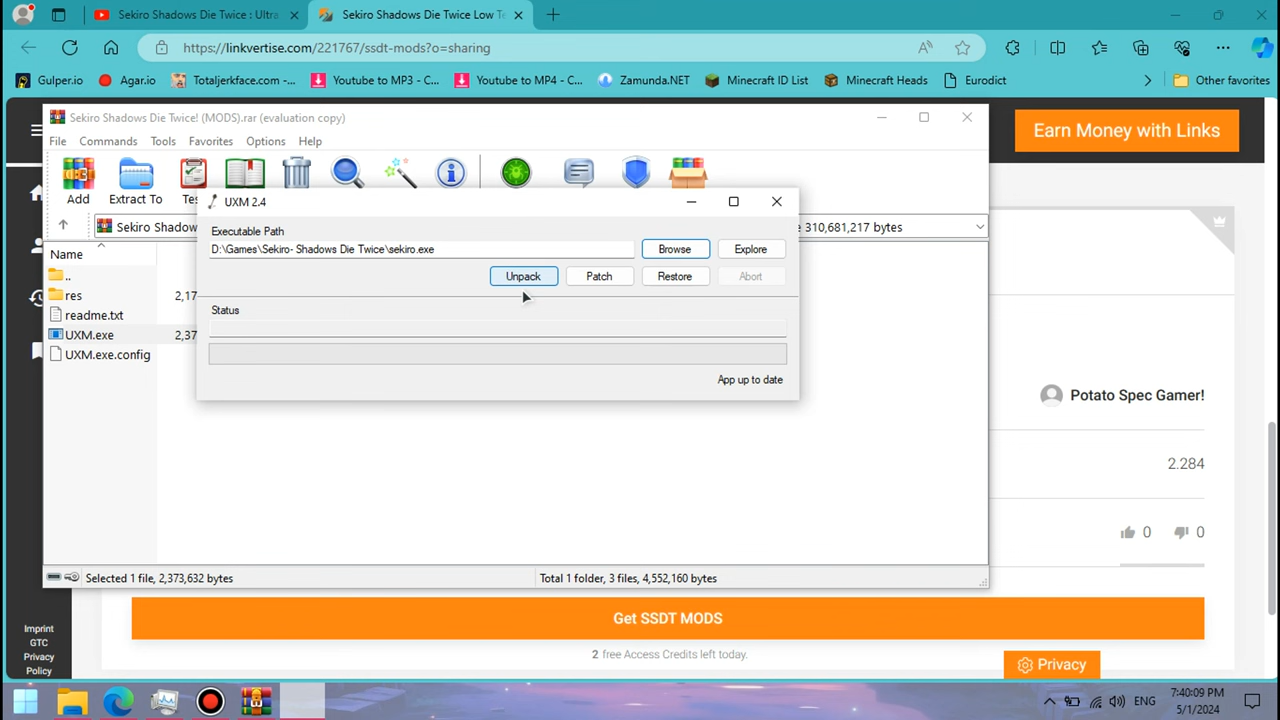 Sekiro Shadows Die Twice : Ultra
Sekiro Shadows Die Twice Low Te
https://linkvertise.com/221767/ssdt-mods?o=sharing
Gulper.io
Agar.io
Totaljerkface.com -...
Youtube to MP3 - C...
Youtube to MP4 - C...
Zamunda.NET
Minecraft ID List
Minecraft Heads
Eurodict
Other favorites
Sekiro Shadows Die Twice! (MODS).rar (evaluation copy)
Earn Money with Links
File Commands Tools Favorites Options Help
Add Extract To Tes
UXM 2.4
Sekiro Shadow
e 310,681,217 bytes
Executable Path
D:\Games\Sekiro- Shadows Die Twice\sekiro.exe
Browse Explore
Unpack Patch Restore Abort
Name
..
res 2,17
readme.txt
UXM.exe 2,37
UXM.exe.config
Status
App up to date
Potato Spec Gamer!
2.284
0 0
Selected 1 file, 2,373,632 bytes
Total 1 folder, 3 files, 4,552,160 bytes
Get SSDT MODS
2 free Access Credits left today.
Privacy
Imprint
GTC
Privacy
Policy
ENG
7:40:09 PM
5/1/2024